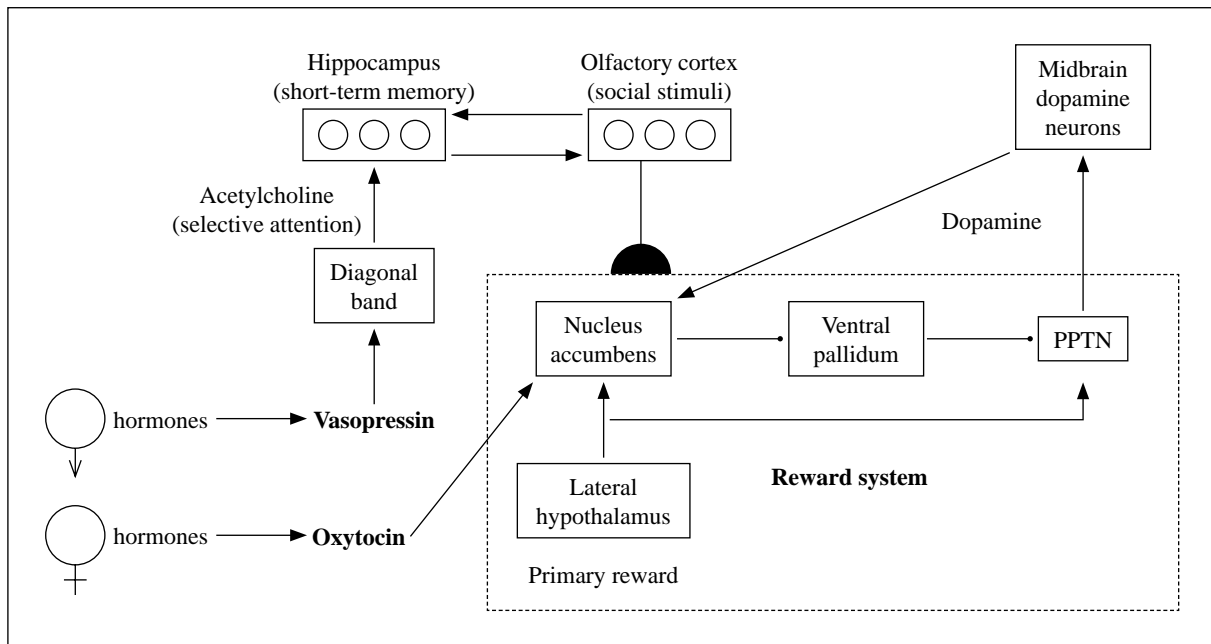 Hippocampus
(short-term memory)
Olfactory cortex
(social stimuli)
Midbrain
dopamine
neurons
Acetylcholine
(selective attention)
Dopamine
Diagonal
band
Nucleus
accumbens
Ventral
pallidum
PPTN
hormones
Vasopressin
Lateral
hypothalamus
Reward system
hormones
Oxytocin
Primary reward